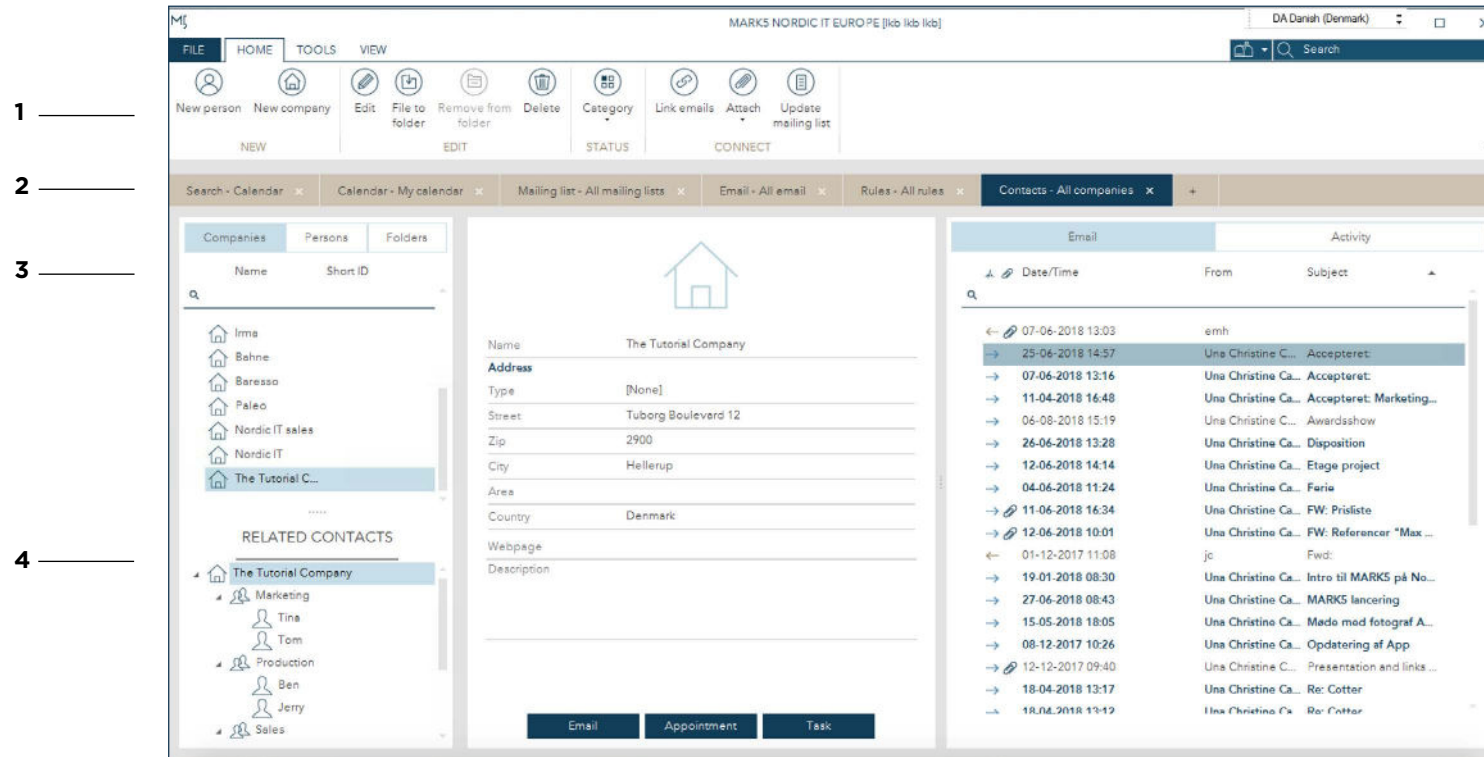 MARK5 NORDIC IT EUROPE [lkb lkb lkb]
DA Danish (Denmark)
FILE HOME TOOLS VIEW
Search
New person New company Edit File to folder Remove from folder Delete Category Link emails Attach Update mailing list
1
NEW EDIT STATUS CONNECT
2
Search - Calendar × Calendar - My calendar × Mailing list - All mailing lists × Email - All email × Rules - All rules × Contacts - All companies × +
Companies Persons Folders
3
Name Short ID
Irma
Bahne
Baresso
Paleo
Nordic IT sales
Nordic IT
The Tutorial C...
RELATED CONTACTS
4
The Tutorial Company
Marketing
Tina
Tom
Production
Ben
Jerry
Sales
Name The Tutorial Company
Address
Type [None]
Street Tuborg Boulevard 12
Zip 2900
City Hellerup
Area
Country Denmark
Webpage
Description
Email Appointment Task
Email Activity
Date/Time From Subject
07-06-2018 13:03 emh
25-06-2018 14:57 Una Christine C... Accepteret:
07-06-2018 13:16 Una Christine Ca... Accepteret:
11-04-2018 16:48 Una Christine Ca... Accepteret: Marketing...
06-08-2018 15:19 Una Christine C... Awardsshow
26-06-2018 13:28 Una Christine Ca... Disposition
12-06-2018 14:14 Una Christine Ca... Etage project
04-06-2018 11:24 Una Christine Ca... Ferie
11-06-2018 16:34 Una Christine Ca... FW: Prisliste
12-06-2018 10:01 Una Christine Ca... FW: Referencer "Max ...
01-12-2017 11:08 jc Fwd:
19-01-2018 08:30 Una Christine Ca... Intro til MARK5 på No...
27-06-2018 08:43 Una Christine Ca... MARK5 lancering
15-05-2018 18:05 Una Christine Ca... Møde med fotograf A...
08-12-2017 10:26 Una Christine Ca... Opdatering af App
12-12-2017 09:40 Una Christine C... Presentation and links ...
18-04-2018 13:17 Una Christine Ca... Re: Cotter
18-04-2018 13:12 Una Christine Ca... Re: Cotter